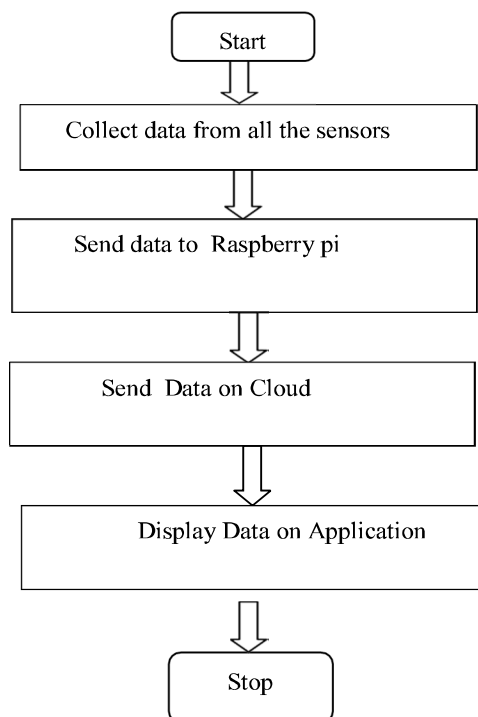 Start
Collect data from all the sensors
Send data to Raspberry pi
Send Data on Cloud
Display Data on Application
Stop